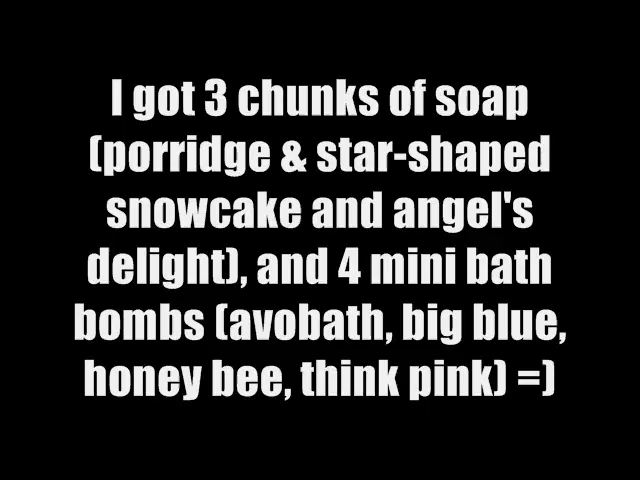 I got 3 chunks of soap
(porridge & star-shaped
snowcake and angel's
delight), and 4 mini bath
bombs (avobath, big blue,
honey bee, think pink) =)